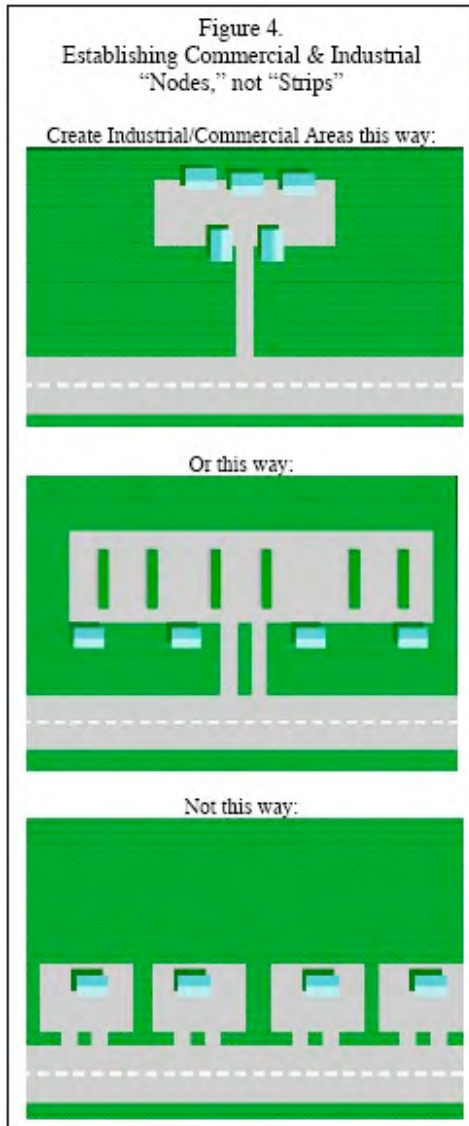 Figure 4.
Establishing Commercial & Industrial
“Nodes,” not “Strips”
Create Industrial/Commercial Areas this way:
Or this way:
Not this way: